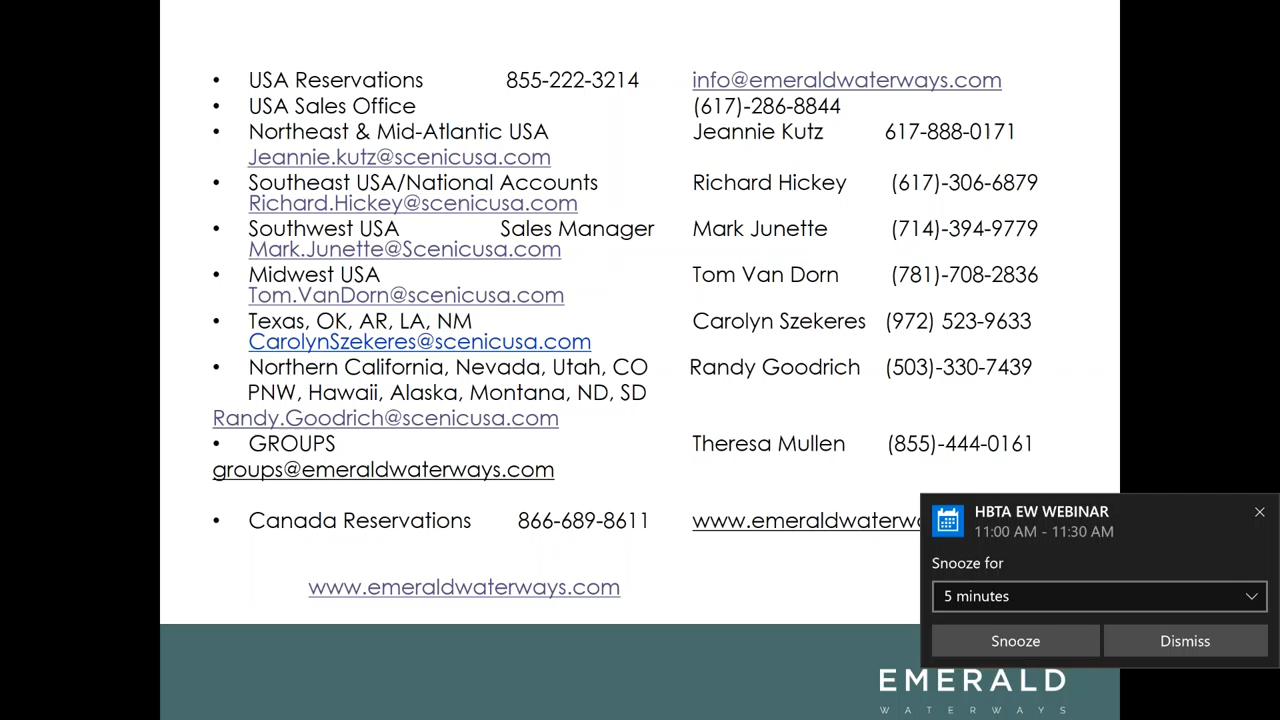 • USA Reservations 855-222-3214 info@emeraldwaterways.com
• USA Sales Office (617)-286-8844
• Northeast & Mid-Atlantic USA Jeannie Kutz 617-888-0171
Jeannie.kutz@scenicusa.com
• Southeast USA/National Accounts Richard Hickey (617)-306-6879
Richard.Hickey@scenicusa.com
• Southwest USA Sales Manager Mark Junette (714)-394-9779
Mark.Junette@Scenicusa.com
• Midwest USA Tom Van Dorn (781)-708-2836
Tom.VanDorn@scenicusa.com
• Texas, OK, AR, LA, NM Carolyn Szekeres (972) 523-9633
CarolynSzekeres@scenicusa.com
• Northern California, Nevada, Utah, CO Randy Goodrich (503)-330-7439
PNW, Hawaii, Alaska, Montana, ND, SD
Randy.Goodrich@scenicusa.com
• GROUPS Theresa Mullen (855)-444-0161
groups@emeraldwaterways.com
• Canada Reservations 866-689-8611
www.emeraldwaterways.com
HBTA EW WEBINAR
11:00 AM - 11:30 AM
Snooze for
5 minutes
Snooze Dismiss
EMERALD
WATERWAYS